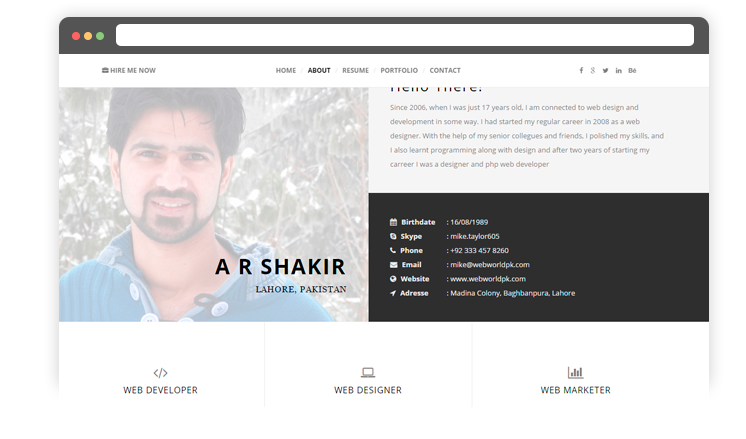 HIRE ME NOW
HOME / ABOUT / RESUME / PORTFOLIO / CONTACT
Hello There!
Since 2006, when I was just 17 years old, I am connected to web design and
development in some way. I had started my regular career in 2008 as a web
designer. With the help of my senior collegues and friends, I polished my skills, and
I also learnt programming along with design and after two years of starting my
carreer I was a designer and php web developer
A R SHAKIR
LAHORE, PAKISTAN
Birthdate : 16/08/1989
Skype : mike.taylor605
Phone : +92 333 457 8260
Email : mike@webworldpk.com
Website : www.webworldpk.com
Adresse : Madina Colony, Baghbanpura, Lahore
WEB DEVELOPER
WEB DESIGNER
WEB MARKETER